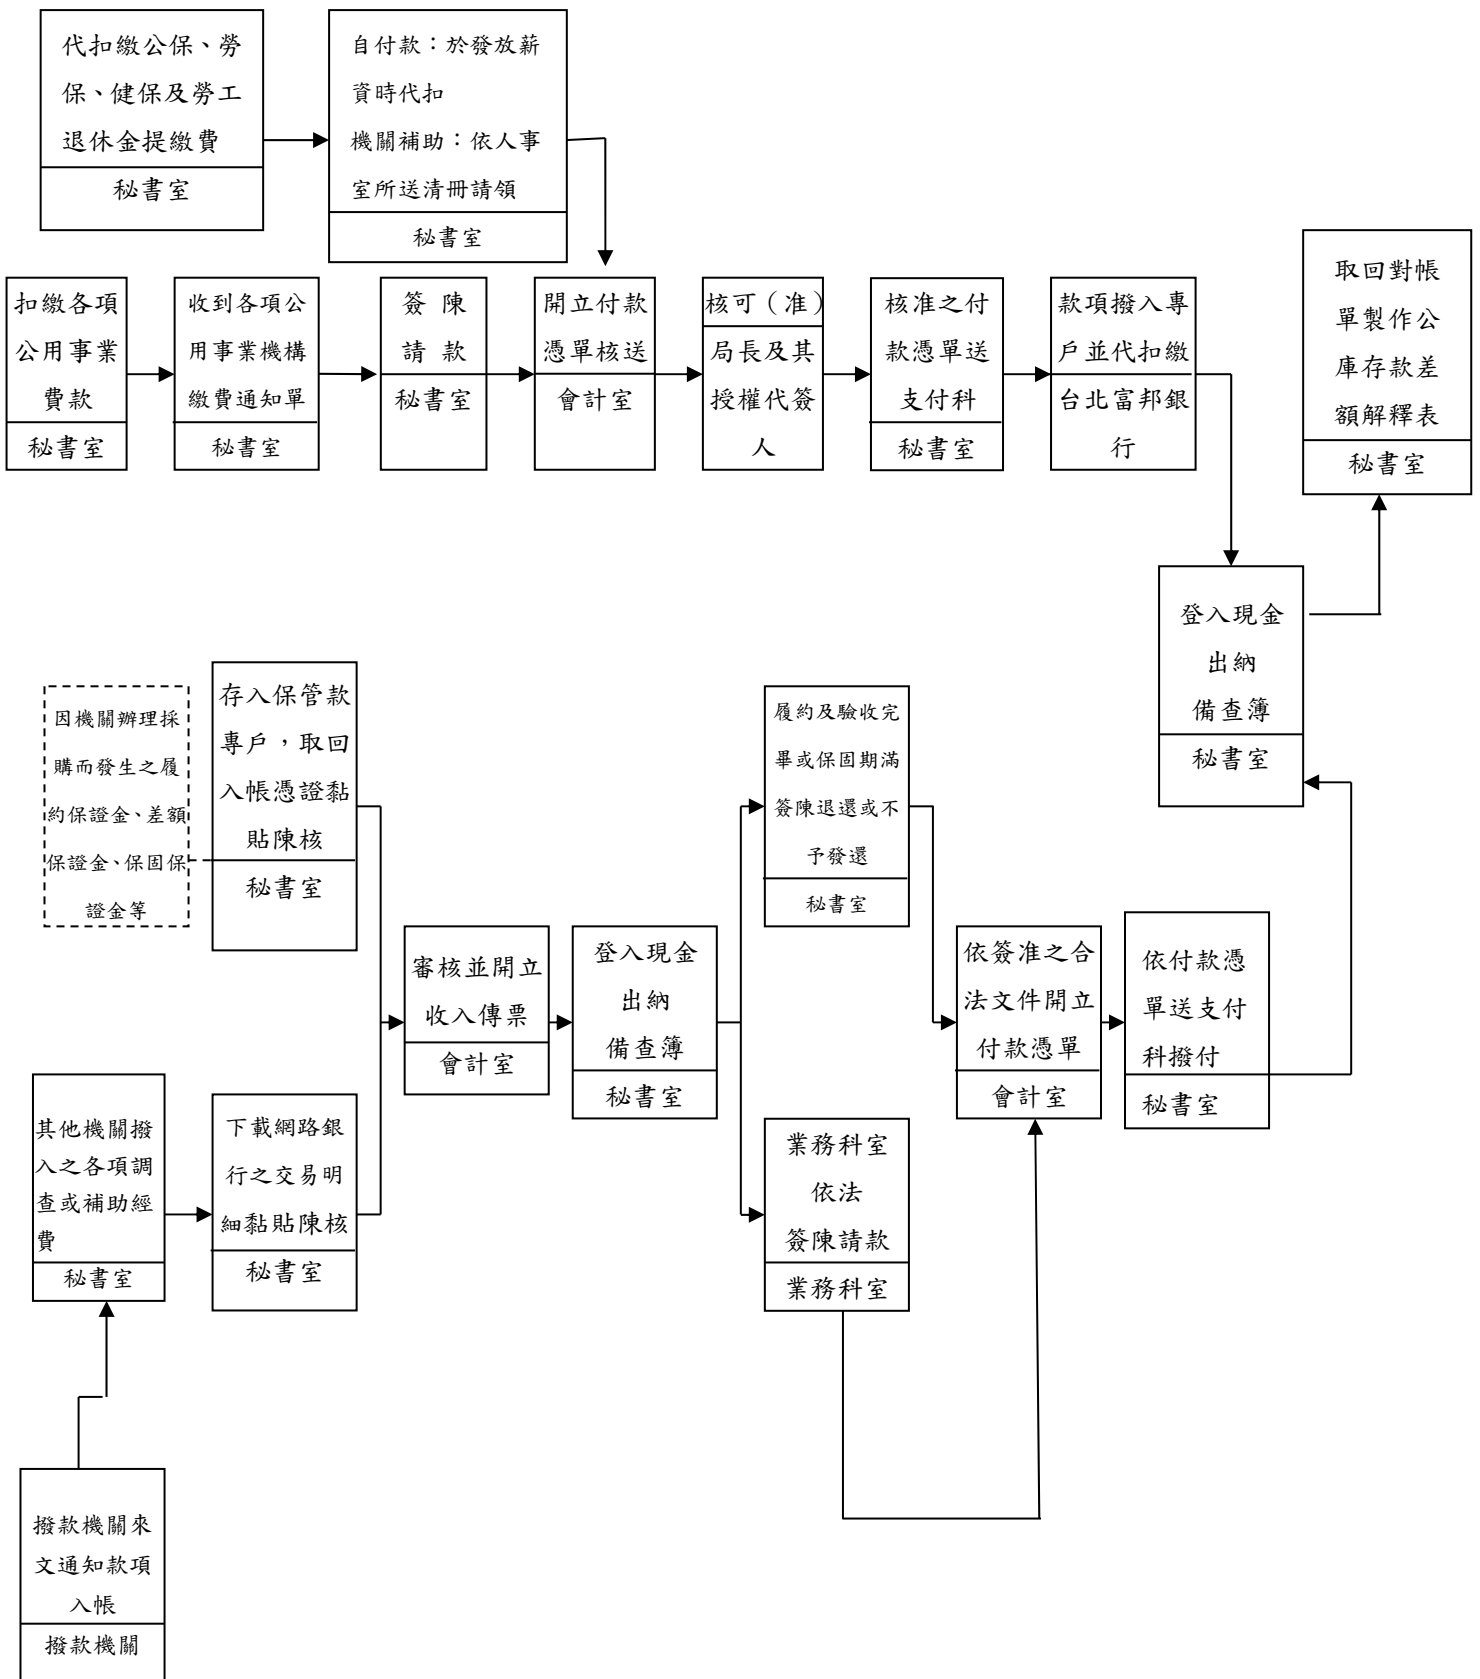 代扣繳公保、勞
保、健保及勞工
退休金提繳費
秘書室
自付款：於發放薪
資時代扣
機關補助：依人事
室所送清冊請領
秘書室
扣繳各項
公用事業
費款
秘書室
收到各項公
用事業機構
繳費通知單
秘書室
簽 陳
請 款
秘書室
開立付款
憑單核送
會計室
核可（准）
局長及其
授權代簽
人
核准之付
款憑單送
支付科
秘書室
款項撥入專
戶並代扣繳
台北富邦銀
行
取回對帳
單製作公
庫存款差
額解釋表
秘書室
登入現金
出納
備查簿
秘書室
因機關辦理採
購而發生之履
約保證金、差額
保證金、保固保
證金等
存入保管款
專戶，取回
入帳憑證黏
貼陳核
秘書室
履約及驗收完
畢或保固期滿
簽陳退還或不
予發還
秘書室
審核並開立
收入傳票
會計室
登入現金
出納
備查簿
秘書室
依簽准之合
法文件開立
付款憑單
會計室
依付款憑
單送支付
科撥付
秘書室
其他機關撥
入之各項調
查或補助經
費
秘書室
下載網路銀
行之交易明
細黏貼陳核
秘書室
業務科室
依法
簽陳請款
業務科室
撥款機關來
文通知款項
入帳
撥款機關